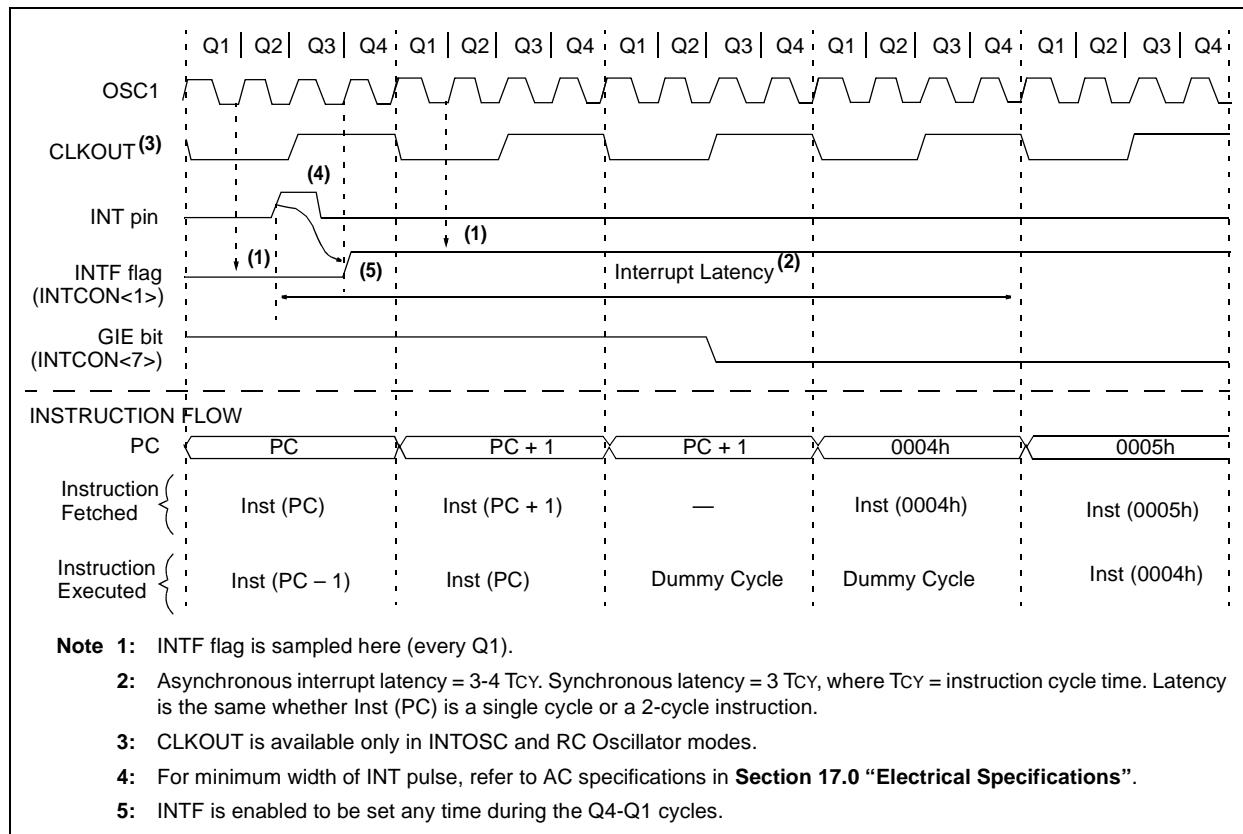 Q1 | Q2 | Q3 | Q4 Q1 | Q2 | Q3 | Q4 Q1 | Q2 | Q3 | Q4 Q1 | Q2 | Q3 | Q4 Q1 | Q2 | Q3 | Q4
OSC1
CLKOUT (3)
(4)
INT pin
(1)
(1)
INTF flag
(INTCON<1>)
(5)
Interrupt Latency (2)
GIE bit
(INTCON<7>)
INSTRUCTION FLOW
PC PC PC + 1 PC + 1 0004h 0005h
Instruction
Fetched
Inst (PC) Inst (PC + 1) — Inst (0004h) Inst (0005h)
Instruction
Executed
Inst (PC – 1) Inst (PC) Dummy Cycle Dummy Cycle Inst (0004h)
Note 1: INTF flag is sampled here (every Q1).
2: Asynchronous interrupt latency = 3-4 TCY. Synchronous latency = 3 TCY, where TCY = instruction cycle time. Latency
is the same whether Inst (PC) is a single cycle or a 2-cycle instruction.
3: CLKOUT is available only in INTOSC and RC Oscillator modes.
4: For minimum width of INT pulse, refer to AC specifications in Section 17.0 “Electrical Specifications”.
5: INTF is enabled to be set any time during the Q4-Q1 cycles.